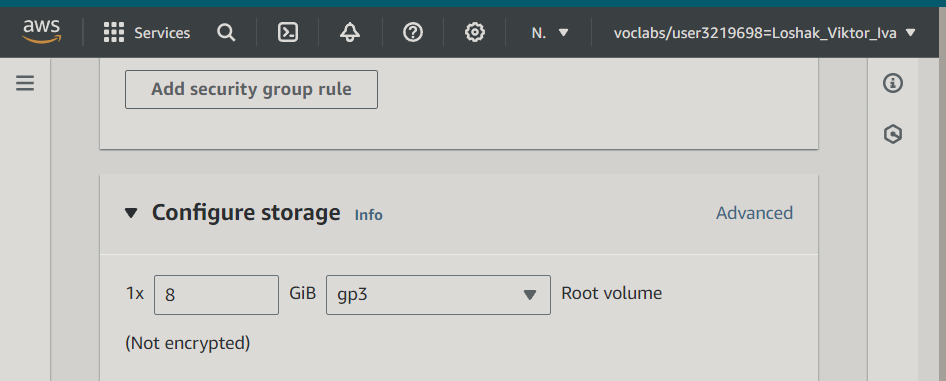 aws Services N. voclabs/user3219698=Loshak_Viktor_Iva
Add security group rule
Configure storage Info Advanced
1x 8 GiB gp3 Root volume
(Not encrypted)